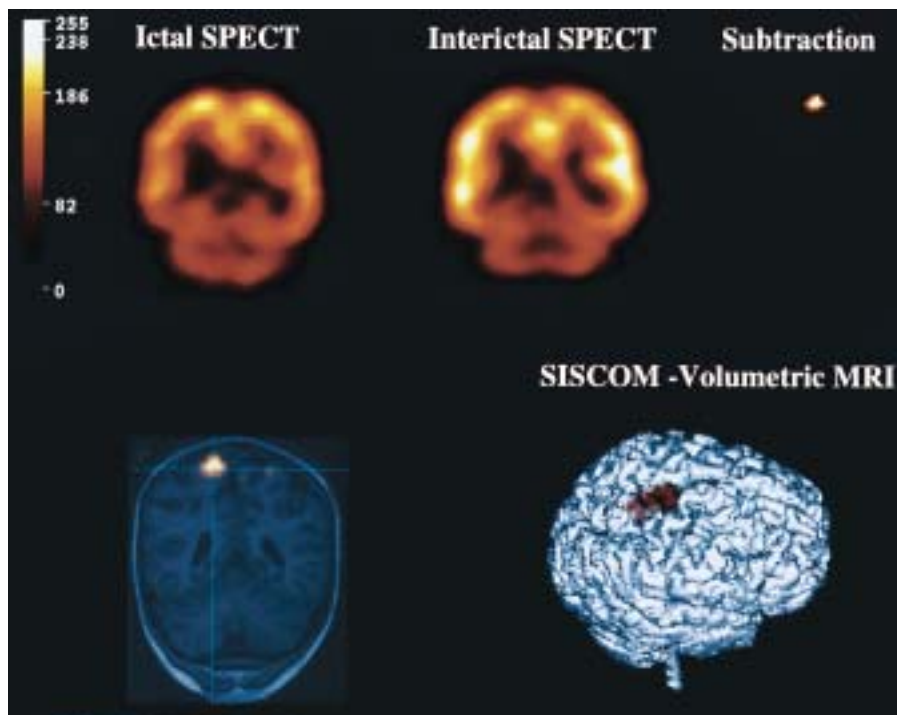 255
238
186
82
0
Ictal SPECT
Interictal SPECT
Subtraction
SISCOM -Volumetric MRI